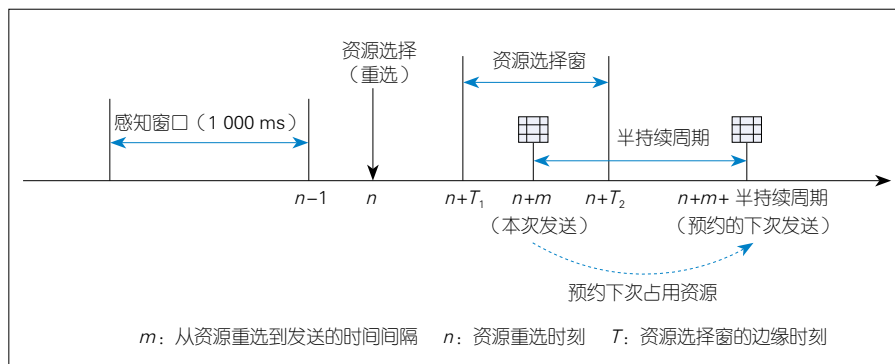 资源选择
（重选）
资源选择窗
感知窗口（1 000 ms）
半持续周期
n−1
n
n+T₁
n+m
n+T₂
n+m+ 半持续周期
（本次发送）
（预约的下次发送）
预约下次占用资源
m：从资源重选到发送的时间间隔 n：资源重选时刻 T：资源选择窗的边缘时刻